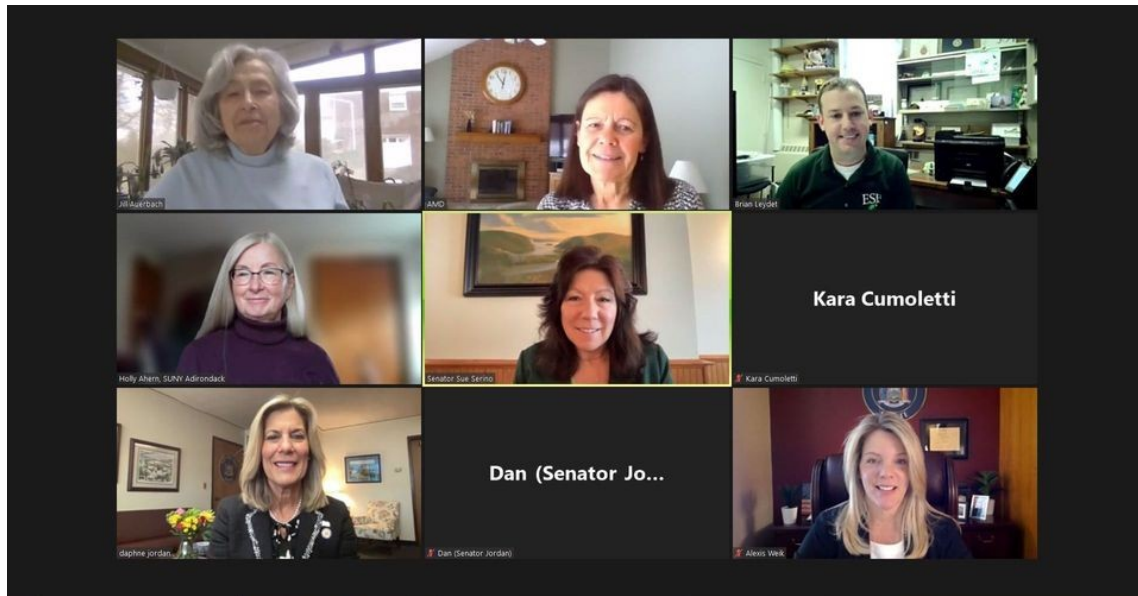 Jill Auerbach
AMD
Brian Leydet
ESF
Holly Ahern, SUNY Adirondack
Senator Sue Serino
Kara Cumoletti
Kara Cumoletti
daphne jordan
Dan (Senator Jo...
Dan (Senator Jordan)
Alexis Weik